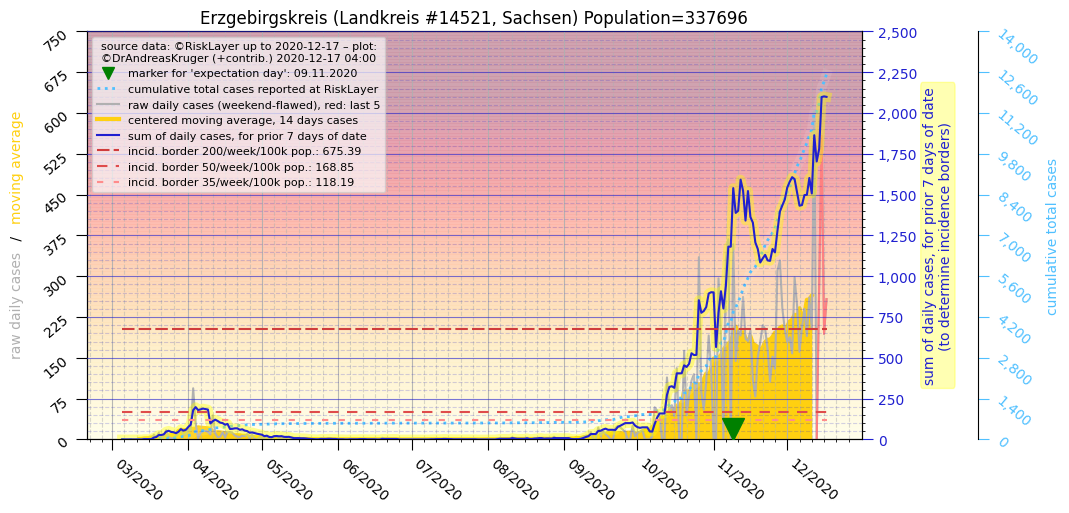 Erzgebirgskreis (Landkreis #14521, Sachsen) Population=337696
source data: ©RiskLayer up to 2020-12-17 – plot:
©DrAndreasKruger (+contrib.) 2020-12-17 04:00
marker for 'expectation day': 09.11.2020
cumulative total cases reported at RiskLayer
raw daily cases (weekend-flawed), red: last 5
centered moving average, 14 days cases
sum of daily cases, for prior 7 days of date
incid. border 200/week/100k pop.: 675.39
incid. border 50/week/100k pop.: 168.85
incid. border 35/week/100k pop.: 118.19
raw daily cases / moving average
750
675
600
525
450
375
300
225
150
75
0
03/2020
04/2020
05/2020
06/2020
07/2020
08/2020
09/2020
10/2020
11/2020
12/2020
2,500
2,250
2,000
1,750
1,500
1,250
1,000
750
500
250
0
sum of daily cases, for prior 7 days of date
(to determine incidence borders)
14,000
12,600
11,200
9,800
8,400
7,000
5,600
4,200
2,800
1,400
0
cumulative total cases